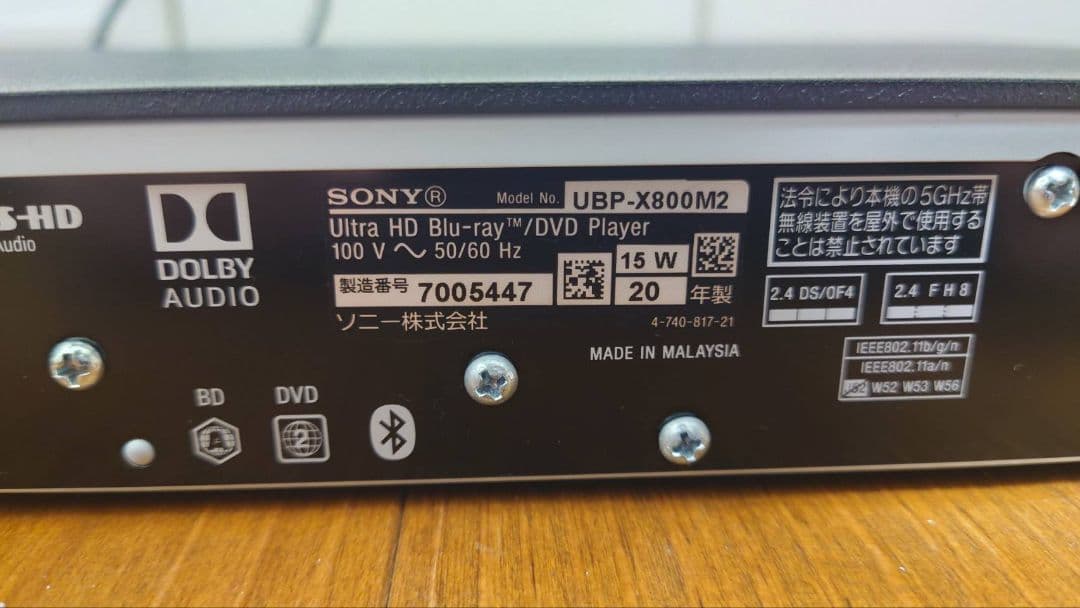 S-HD
Audio
DOLBY
AUDIO
SONY®
Model No. UBP-X800M2
Ultra HD Blu-ray™/DVD Player
100 V ～ 50/60 Hz
15 W
製造番号 7005447
20 年製
ソニー株式会社
4-740-817-21
MADE IN MALAYSIA
法令により本機の5GHz帯
無線装置を屋外で使用する
ことは禁止されています
2.4 DS/OF4
2.4 FH8
IEEE802.11b/g/n
IEEE802.11a/n
J52 W52 W53 W56
BD
A
DVD
2